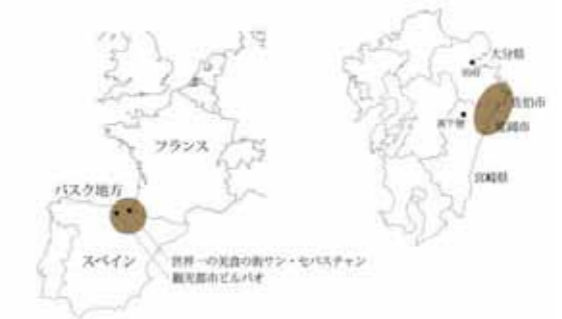 フランス
バスク地方
スペイン
世界一の美食の街サン・セバスチャン
観光都市ビルバオ
大分県
佐伯市
延岡市
宮崎県